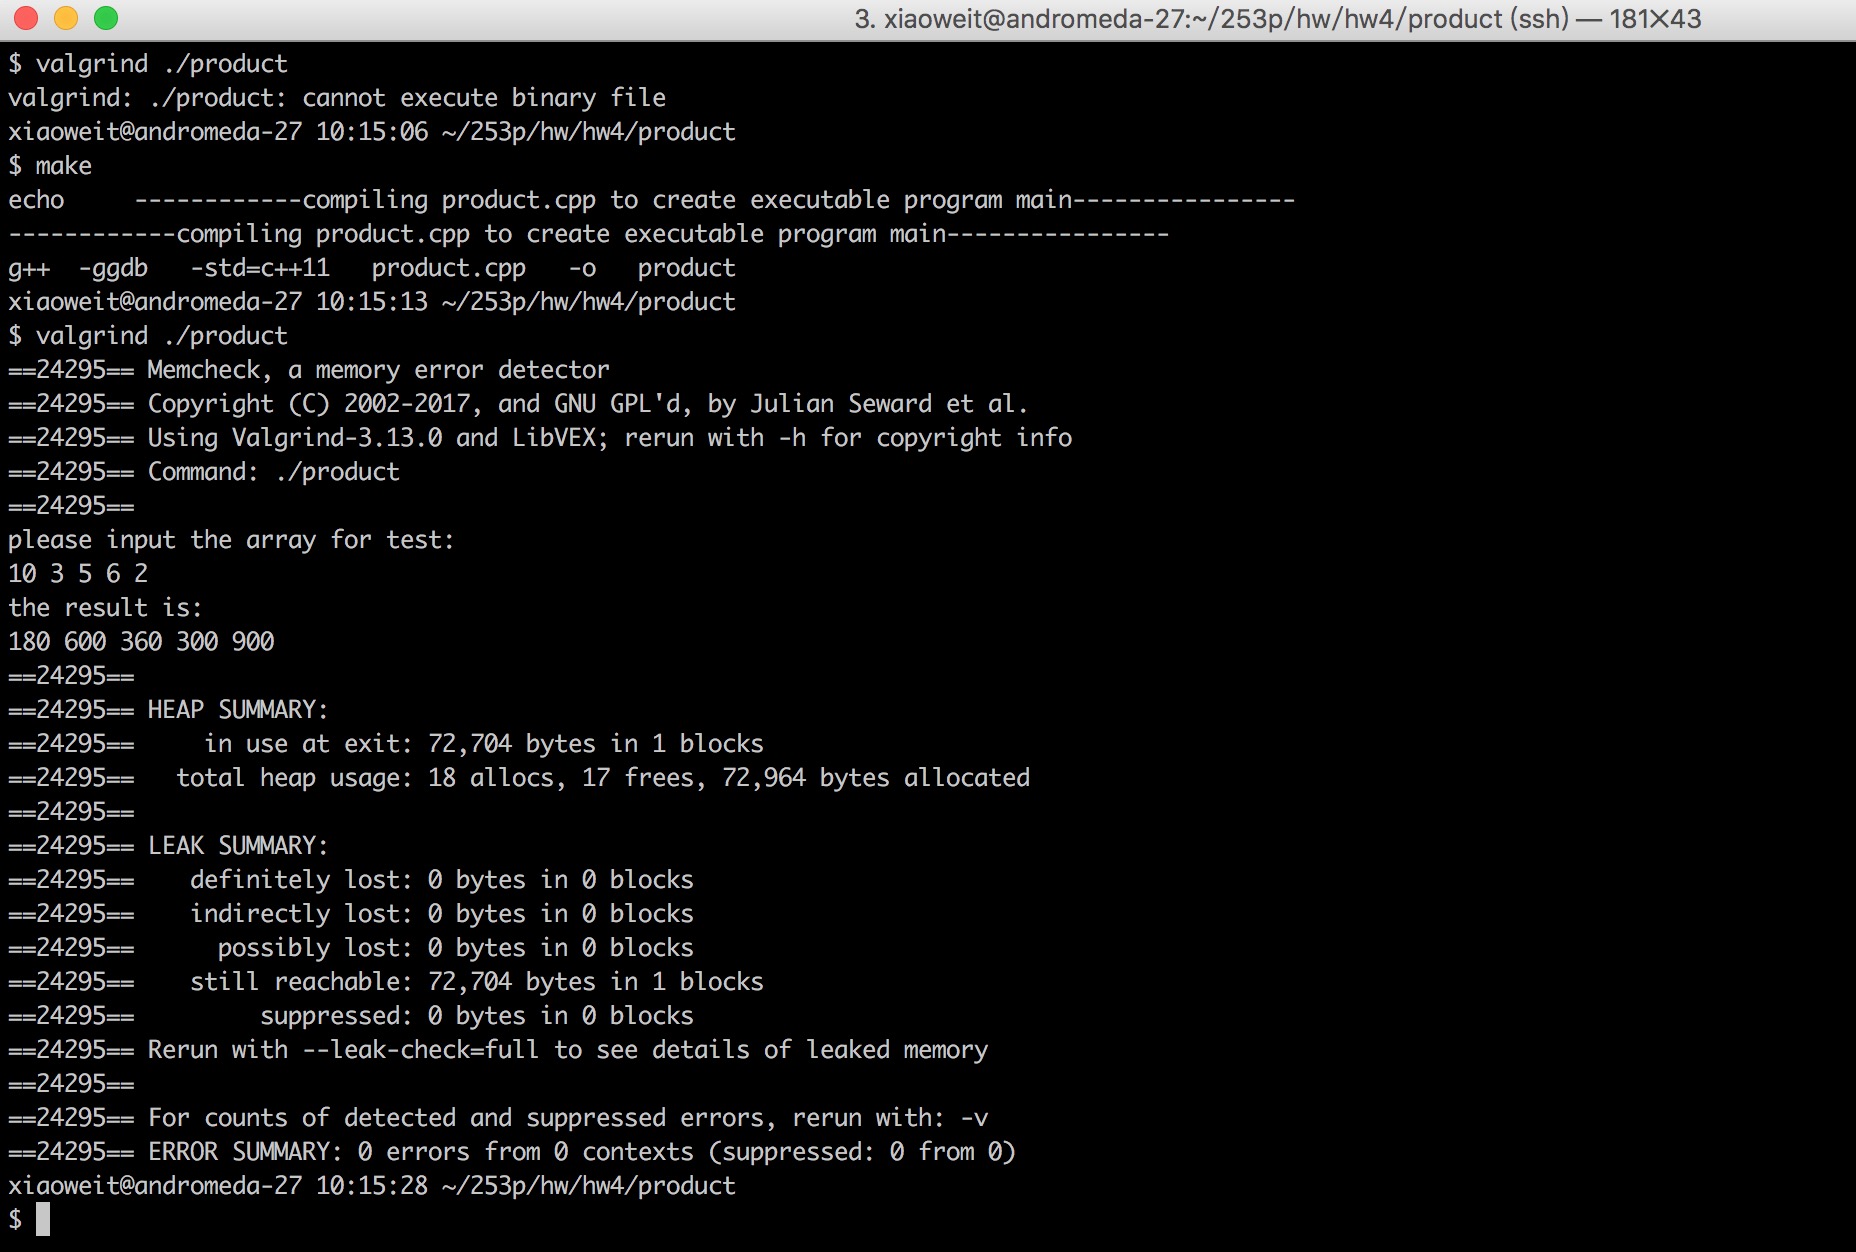 3. xiaoweit@andromeda-27:~/253p/hw/hw4/product (ssh) — 181×43
$ valgrind ./product
valgrind: ./product: cannot execute binary file
xiaoweit@andromeda-27 10:15:06 ~/253p/hw/hw4/product
$ make
echo     ------------compiling product.cpp to create executable program main----------------
------------compiling product.cpp to create executable program main----------------
g++  -ggdb   -std=c++11   product.cpp   -o   product
xiaoweit@andromeda-27 10:15:13 ~/253p/hw/hw4/product
$ valgrind ./product
==24295== Memcheck, a memory error detector
==24295== Copyright (C) 2002-2017, and GNU GPL'd, by Julian Seward et al.
==24295== Using Valgrind-3.13.0 and LibVEX; rerun with -h for copyright info
==24295== Command: ./product
==24295==
please input the array for test:
10 3 5 6 2
the result is:
180 600 360 300 900
==24295==
==24295== HEAP SUMMARY:
==24295==     in use at exit: 72,704 bytes in 1 blocks
==24295==   total heap usage: 18 allocs, 17 frees, 72,964 bytes allocated
==24295==
==24295== LEAK SUMMARY:
==24295==    definitely lost: 0 bytes in 0 blocks
==24295==    indirectly lost: 0 bytes in 0 blocks
==24295==      possibly lost: 0 bytes in 0 blocks
==24295==    still reachable: 72,704 bytes in 1 blocks
==24295==         suppressed: 0 bytes in 0 blocks
==24295== Rerun with --leak-check=full to see details of leaked memory
==24295==
==24295== For counts of detected and suppressed errors, rerun with: -v
==24295== ERROR SUMMARY: 0 errors from 0 contexts (suppressed: 0 from 0)
xiaoweit@andromeda-27 10:15:28 ~/253p/hw/hw4/product
$